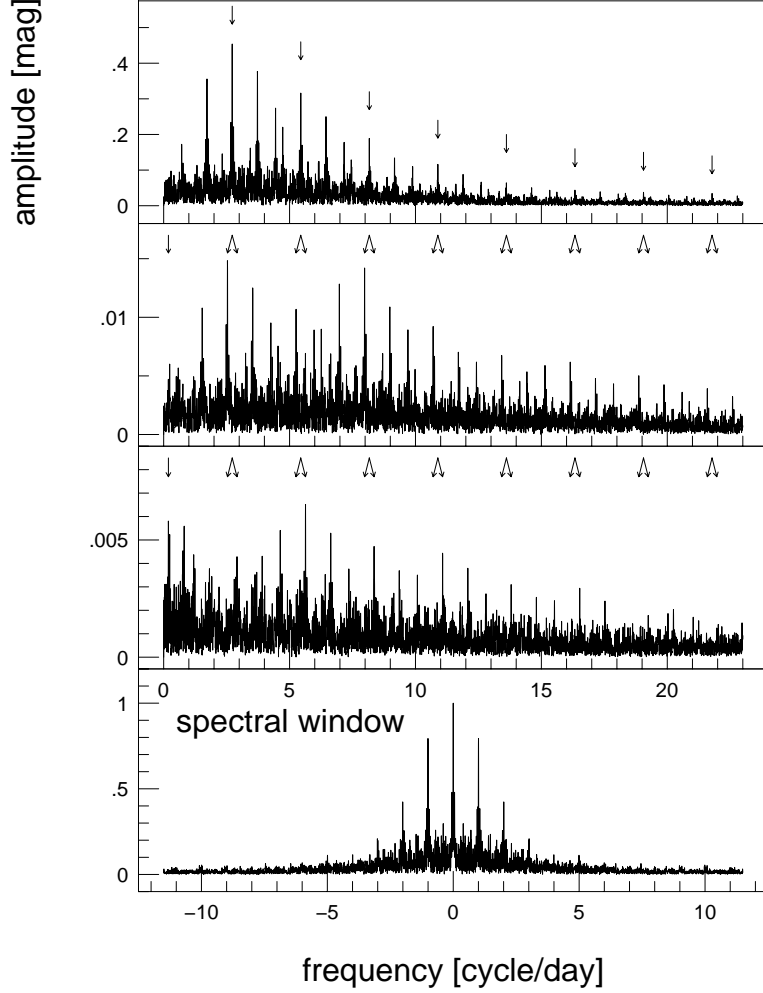 amplitude [mag]
.4
.2
0
.01
0
.005
0
0 5 10 15 20
spectral window
1
.5
0
−10 −5 0 5 10
frequency [cycle/day]